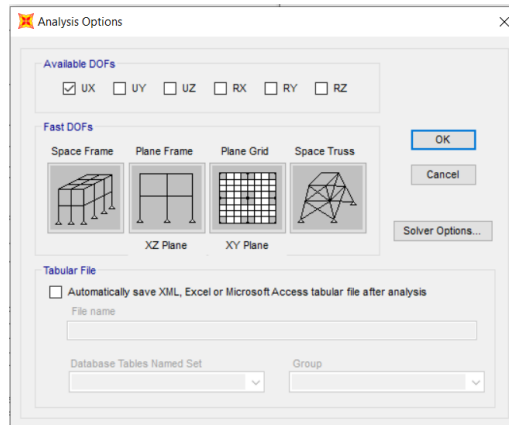 Analysis Options
Available DOFs
UX UY UZ RX RY RZ
Fast DOFs
Space Frame Plane Frame Plane Grid Space Truss
XZ Plane XY Plane
OK
Cancel
Solver Options...
Tabular File
Automatically save XML, Excel or Microsoft Access tabular file after analysis
File name
Database Tables Named Set Group